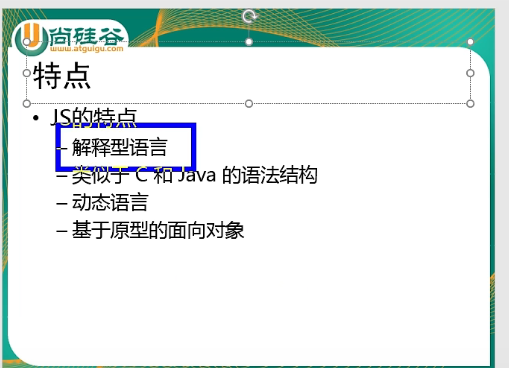 尚硅谷
www.atguigu.com
特点
• JS的特点
– 解释型语言
– 类似于 C 和 Java 的语法结构
– 动态语言
– 基于原型的面向对象